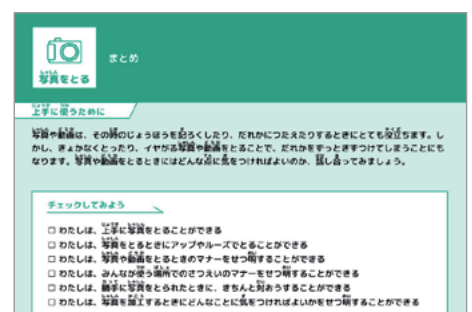 写真をとる
まとめ
上手に使うために
写真や動画は、その時のじょうほうを記ろくしたり、だれかにつたえたりするときにとても役立ちます。し
かし、きょかなくとったり、イヤがる写真や動画をとることで、だれかをずっときずつけてしまうことにも
なります。写真や動画をとるときにはどんな点に気をつければよいのか、話し合ってみましょう。
チェックしてみよう
□ わたしは、上手に写真をとることができる
□ わたしは、写真をとるときにアップやルーズでとることができる
□ わたしは、写真や動画をとるときのマナーをせつ明することができる
□ わたしは、みんなが使う場所でのさつえいのマナーをせつ明することができる
□ わたしは、勝手に写真をとられたときに、きちんと対おうすることができる
□ わたしは、写真を加工するときにどんなことに気をつければよいかをせつ明することができる